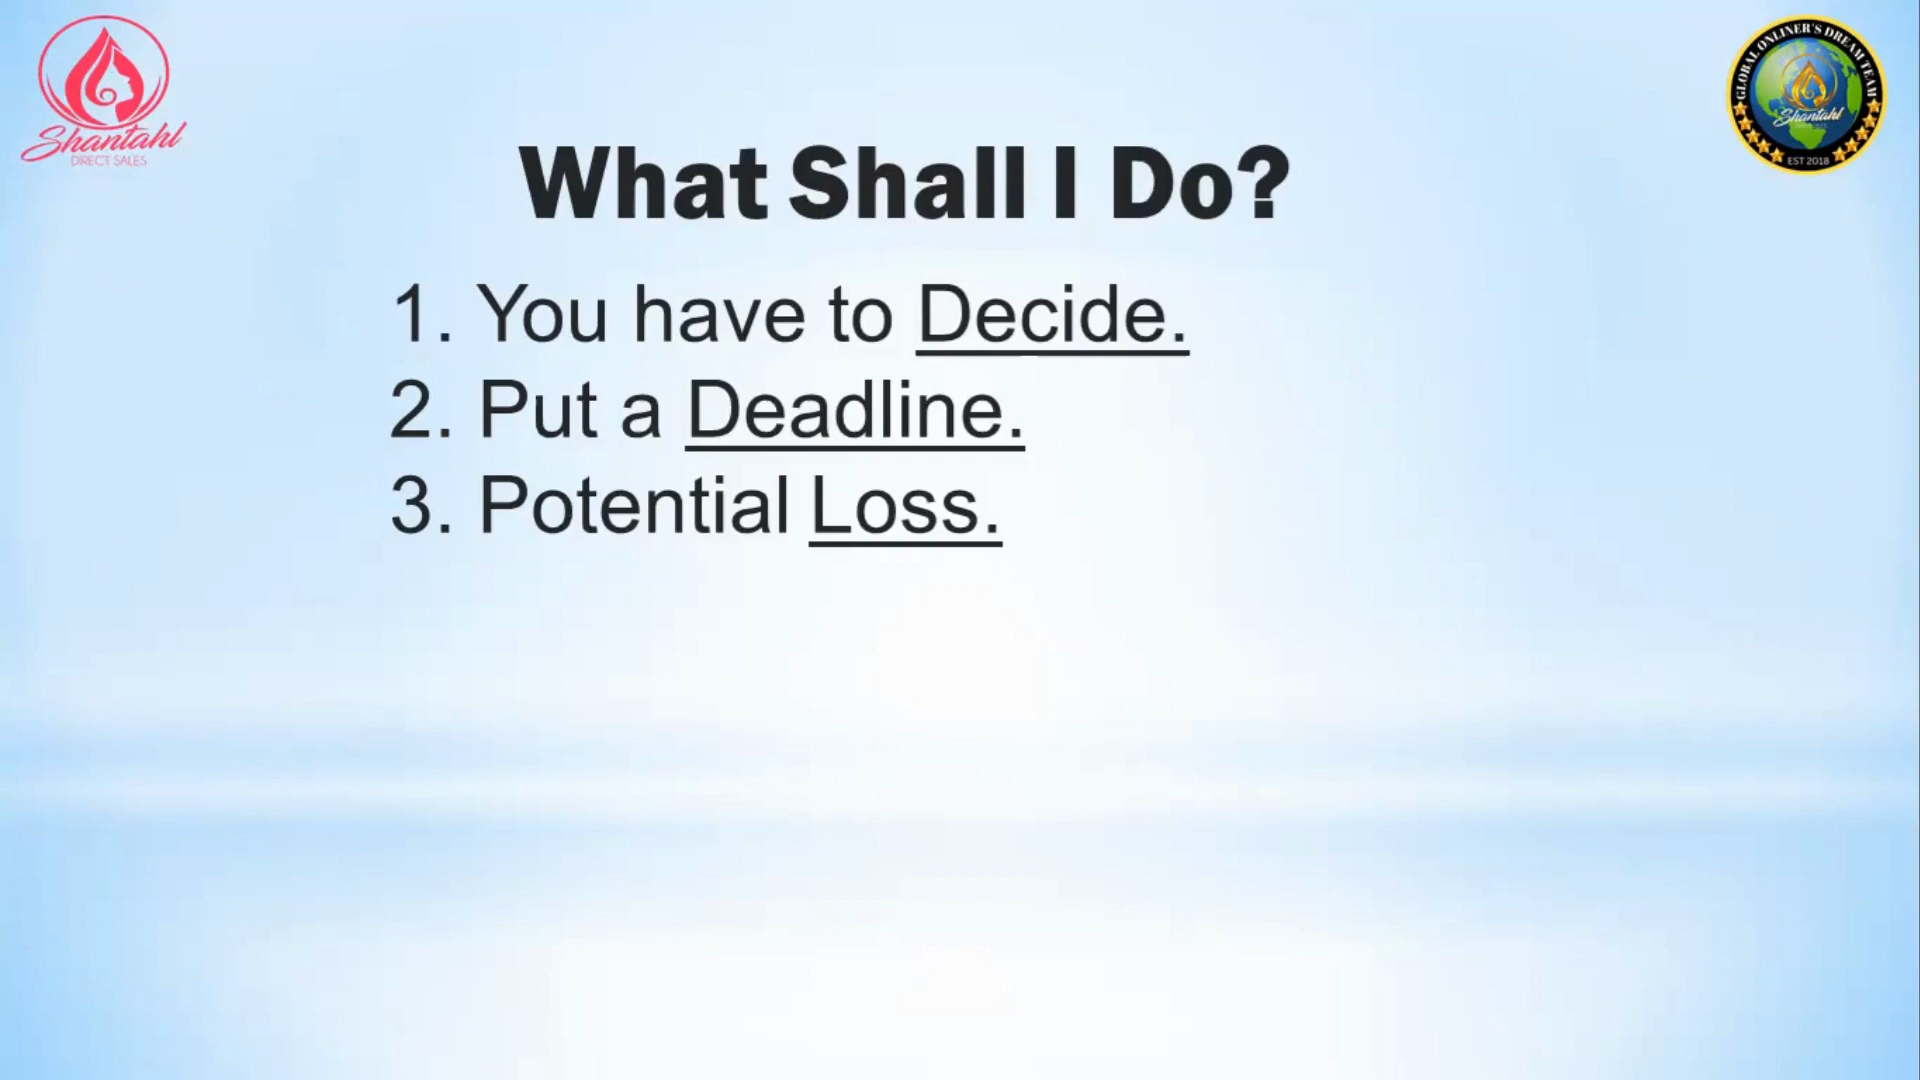 Shantahl
DIRECT SALES
GLOBAL ONLINER'S DREAM TEAM
Shantahl
EST 2018
What Shall I Do?
1. You have to Decide.
2. Put a Deadline.
3. Potential Loss.